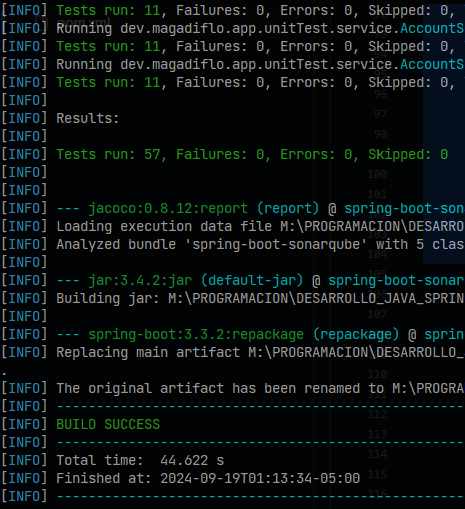 [INFO] Tests run: 11, Failures: 0, Errors: 0, Skipped: 0,
[INFO] Running dev.magadiflo.app.unitTest.service.AccountS
[INFO] Tests run: 11, Failures: 0, Errors: 0, Skipped: 0,
[INFO] Running dev.magadiflo.app.unitTest.service.AccountS
[INFO] Tests run: 11, Failures: 0, Errors: 0, Skipped: 0,
[INFO]
[INFO] Results:
[INFO]
[INFO] Tests run: 57, Failures: 0, Errors: 0, Skipped: 0
[INFO]
[INFO]
[INFO] --- jacoco:0.8.12:report (report) @ spring-boot-sona
[INFO] Loading execution data file M:\PROGRAMACION\DESARRO
[INFO] Analyzed bundle 'spring-boot-sonarqube' with 5 clas
[INFO]
[INFO] --- jar:3.4.2:jar (default-jar) @ spring-boot-sonar
[INFO] Building jar: M:\PROGRAMACION\DESARROLLO_JAVA_SPRIN
[INFO]
[INFO] --- spring-boot:3.3.2:repackage (repackage) @ sprin
[INFO] Replacing main artifact M:\PROGRAMACION\DESARROLLO_
.
[INFO] The original artifact has been renamed to M:\PROGRA
[INFO] ---------------------------------------------------
[INFO] BUILD SUCCESS
[INFO] ---------------------------------------------------
[INFO] Total time:  44.622 s
[INFO] Finished at: 2024-09-19T01:13:34-05:00
[INFO] ---------------------------------------------------